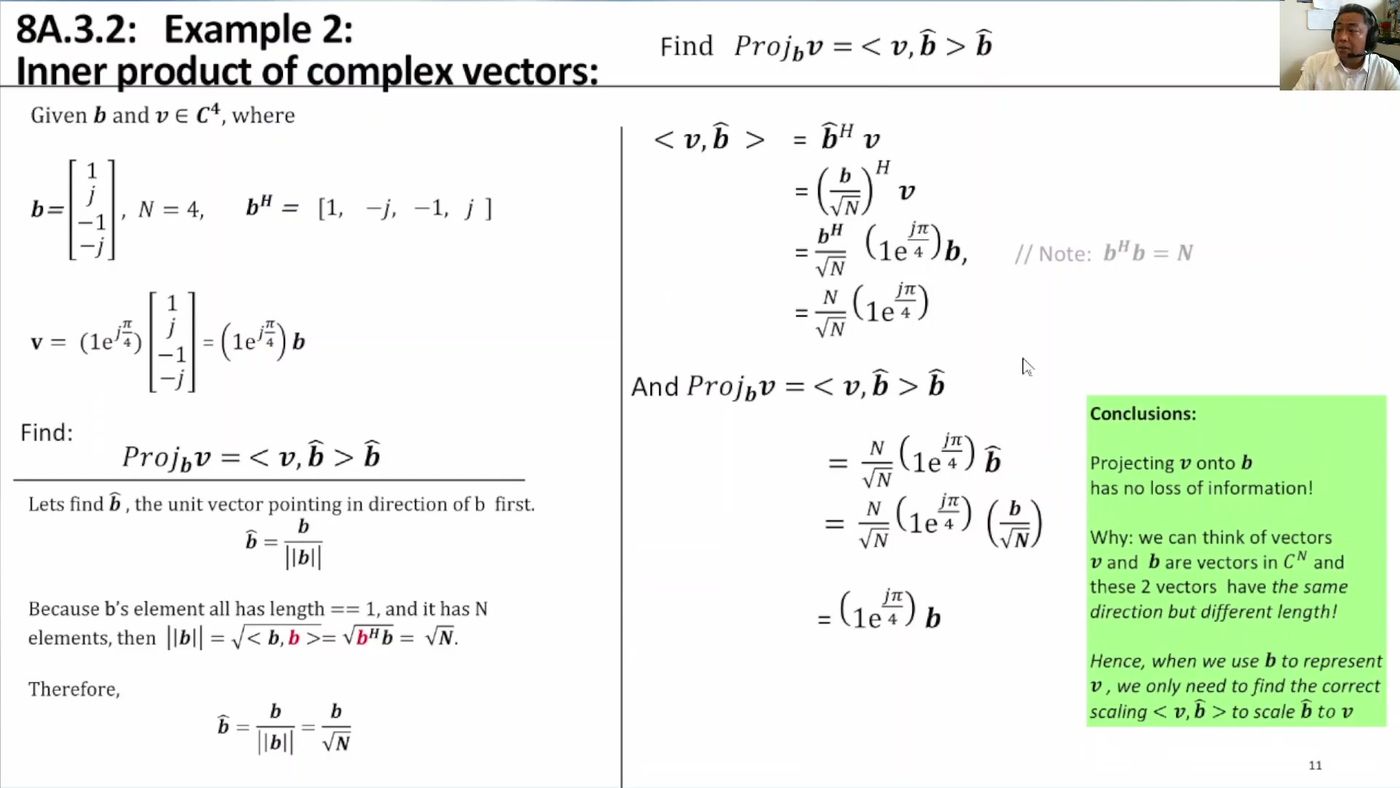 8A.3.2: Example 2:
Inner product of complex vectors:
Find Proj_b v = < v, b̂ > b̂
Given b and v ∈ C⁴, where
b= [1 j −1 −j], N = 4, bᴴ = [1, −j, −1, j ]
v = (1e^{jπ/4}) [1 j −1 −j] = (1e^{jπ/4}) b
Find:
Proj_b v = < v, b̂ > b̂
Lets find b̂ , the unit vector pointing in direction of b first.
b̂ = b / ||b||
Because b's element all has length == 1, and it has N
elements, then ||b|| = √< b, b >= √bᴴb = √N.
Therefore,
b̂ = b / ||b|| = b / √N
< v, b̂ > = b̂ᴴ v
= (b / √N)ᴴ v
= bᴴ / √N (1e^{jπ/4}) b, // Note: bᴴb = N
= N / √N (1e^{jπ/4})
And Proj_b v = < v, b̂ > b̂
= N / √N (1e^{jπ/4}) b̂
= N / √N (1e^{jπ/4}) (b / √N)
= (1e^{jπ/4}) b
Conclusions:
Projecting v onto b
has no loss of information!
Why: we can think of vectors
v and b are vectors in Cᴺ and
these 2 vectors have the same
direction but different length!
Hence, when we use b to represent
v , we only need to find the correct
scaling < v, b̂ > to scale b̂ to v
11